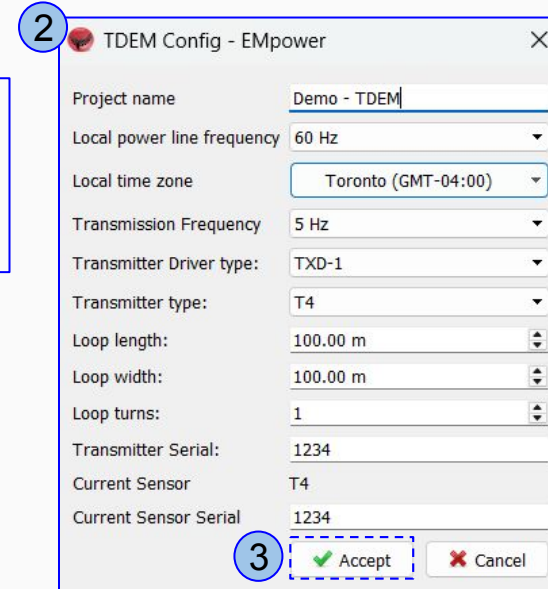 2
TDEM Config - EMpower
Project name Demo - TDEM
Local power line frequency 60 Hz
Local time zone Toronto (GMT-04:00)
Transmission Frequency 5 Hz
Transmitter Driver type: TXD-1
Transmitter type: T4
Loop length: 100.00 m
Loop width: 100.00 m
Loop turns: 1
Transmitter Serial: 1234
Current Sensor T4
Current Sensor Serial 1234
3 Accept Cancel